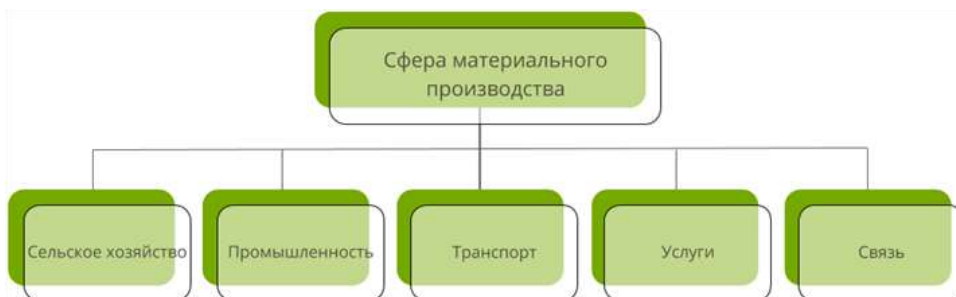 Сфера материального
производства
Сельское хозяйство
Промышленность
Транспорт
Услуги
Связь